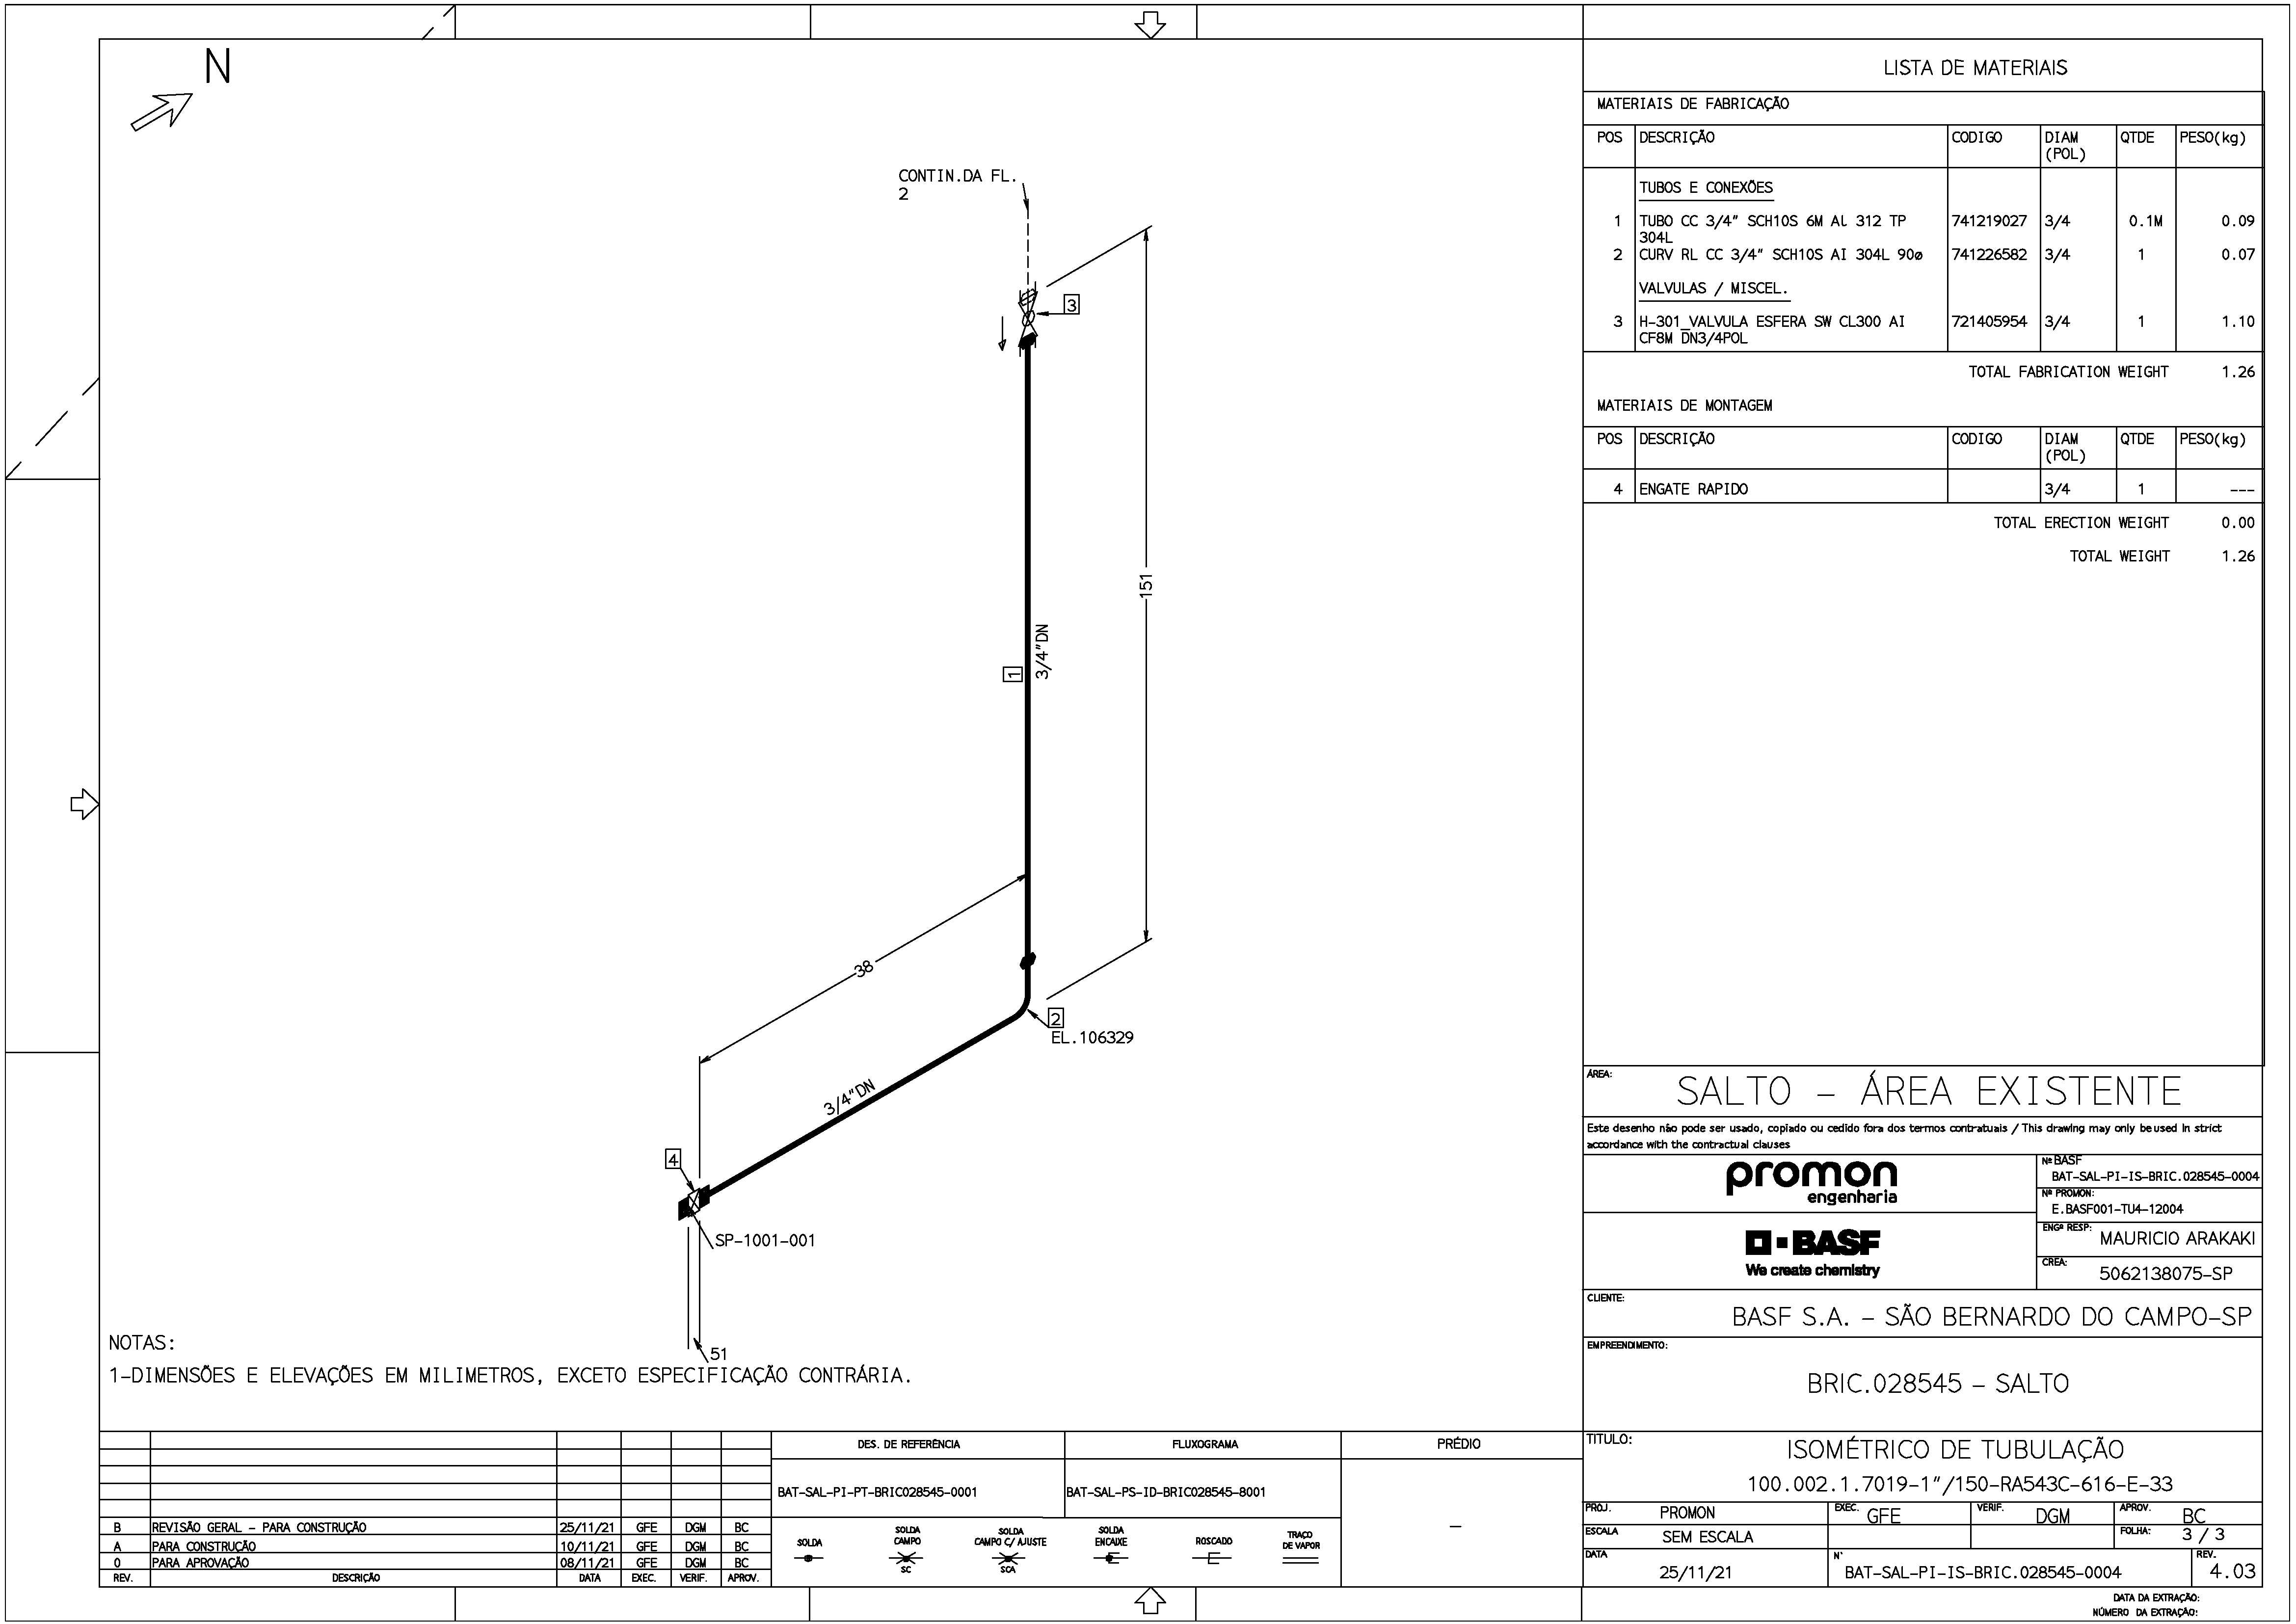 N
CONTIN.DA FL.
2
3
151
3/4"DN
1
38
2
EL.106329
3/4"DN
4
SP-1001-001
51
NOTAS:
1-DIMENSÕES E ELEVAÇÕES EM MILIMETROS, EXCETO ESPECIFICAÇÃO CONTRÁRIA.
LISTA DE MATERIAIS
MATERIAIS DE FABRICAÇÃO
POS DESCRIÇÃO CODIGO DIAM QTDE PESO(kg)
(POL)
TUBOS E CONEXÕES
1 TUBO CC 3/4" SCH10S 6M AL 312 TP 741219027 3/4 0.1M 0.09
304L
2 CURV RL CC 3/4" SCH10S AI 304L 90ø 741226582 3/4 1 0.07
VALVULAS / MISCEL.
3 H-301_VALVULA ESFERA SW CL300 AI 721405954 3/4 1 1.10
CF8M DN3/4POL
TOTAL FABRICATION WEIGHT 1.26
MATERIAIS DE MONTAGEM
POS DESCRIÇÃO CODIGO DIAM QTDE PESO(kg)
(POL)
4 ENGATE RAPIDO 3/4 1 ---
TOTAL ERECTION WEIGHT 0.00
TOTAL WEIGHT 1.26
ÁREA:
SALTO - ÁREA EXISTENTE
Este desenho não pode ser usado, copiado ou cedido fora dos termos contratuais / This drawing may only be used in strict
accordance with the contractual clauses
promon
engenharia
Nº BASF
BAT-SAL-PI-IS-BRIC.028545-0004
Nº PROMON:
E.BASF001-TU4-12004
BASF
We create chemistry
ENGº RESP:
MAURICIO ARAKAKI
CREA:
5062138075-SP
CLIENTE:
BASF S.A. - SÃO BERNARDO DO CAMPO-SP
EMPREENDIMENTO:
BRIC.028545 - SALTO
TITULO:
ISOMÉTRICO DE TUBULAÇÃO
100.002.1.7019-1"/150-RA543C-616-E-33
PROJ. PROMON EXEC. GFE VERIF. DGM APROV. BC
ESCALA SEM ESCALA FOLHA: 3 / 3
DATA 25/11/21 N° BAT-SAL-PI-IS-BRIC.028545-0004 REV. 4.03
DATA DA EXTRAÇÃO:
NÚMERO DA EXTRAÇÃO:
B REVISÃO GERAL - PARA CONSTRUÇÃO 25/11/21 GFE DGM BC
A PARA CONSTRUÇÃO 10/11/21 GFE DGM BC
0 PARA APROVAÇÃO 08/11/21 GFE DGM BC
REV. DESCRIÇÃO DATA EXEC. VERIF. APROV.
DES. DE REFERÊNCIA FLUXOGRAMA PRÉDIO
BAT-SAL-PI-PT-BRIC028545-0001 BAT-SAL-PS-ID-BRIC028545-8001
-
SOLDA
SOLDA
CAMPO
SC
SOLDA
CAMPO C/ AJUSTE
SCA
SOLDA
ENCAIXE
ROSCADO
TRAÇO
DE VAPOR